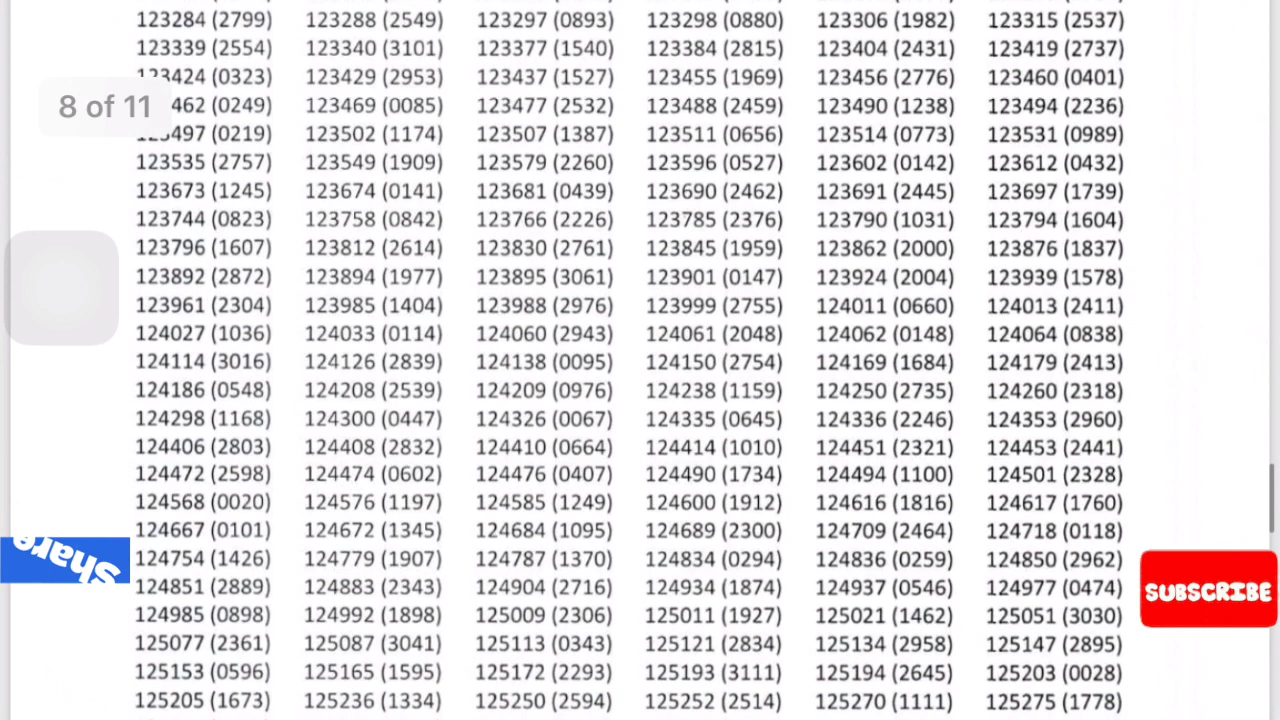 123284 (2799) 123288 (2549) 123297 (0893) 123298 (0880) 123306 (1982) 123315 (2537)
123339 (2554) 123340 (3101) 123377 (1540) 123384 (2815) 123404 (2431) 123419 (2737)
123424 (0323) 123429 (2953) 123437 (1527) 123455 (1969) 123456 (2776) 123460 (0401)
8 of 11
462 (0249) 123469 (0085) 123477 (2532) 123488 (2459) 123490 (1238) 123494 (2236)
123497 (0219) 123502 (1174) 123507 (1387) 123511 (0656) 123514 (0773) 123531 (0989)
123535 (2757) 123549 (1909) 123579 (2260) 123596 (0527) 123602 (0142) 123612 (0432)
123673 (1245) 123674 (0141) 123681 (0439) 123690 (2462) 123691 (2445) 123697 (1739)
123744 (0823) 123758 (0842) 123766 (2226) 123785 (2376) 123790 (1031) 123794 (1604)
123796 (1607) 123812 (2614) 123830 (2761) 123845 (1959) 123862 (2000) 123876 (1837)
123892 (2872) 123894 (1977) 123895 (3061) 123901 (0147) 123924 (2004) 123939 (1578)
123961 (2304) 123985 (1404) 123988 (2976) 123999 (2755) 124011 (0660) 124013 (2411)
124027 (1036) 124033 (0114) 124060 (2943) 124061 (2048) 124062 (0148) 124064 (0838)
124114 (3016) 124126 (2839) 124138 (0095) 124150 (2754) 124169 (1684) 124179 (2413)
124186 (0548) 124208 (2539) 124209 (0976) 124238 (1159) 124250 (2735) 124260 (2318)
124298 (1168) 124300 (0447) 124326 (0067) 124335 (0645) 124336 (2246) 124353 (2960)
124406 (2803) 124408 (2832) 124410 (0664) 124414 (1010) 124451 (2321) 124453 (2441)
124472 (2598) 124474 (0602) 124476 (0407) 124490 (1734) 124494 (1100) 124501 (2328)
124568 (0020) 124576 (1197) 124585 (1249) 124600 (1912) 124616 (1816) 124617 (1760)
124667 (0101) 124672 (1345) 124684 (1095) 124689 (2300) 124709 (2464) 124718 (0118)
share
124754 (1426) 124779 (1907) 124787 (1370) 124834 (0294) 124836 (0259) 124850 (2962)
124851 (2889) 124883 (2343) 124904 (2716) 124934 (1874) 124937 (0546) 124977 (0474)
SUBSCRIBE
124985 (0898) 124992 (1898) 125009 (2306) 125011 (1927) 125021 (1462) 125051 (3030)
125077 (2361) 125087 (3041) 125113 (0343) 125121 (2834) 125134 (2958) 125147 (2895)
125153 (0596) 125165 (1595) 125172 (2293) 125193 (3111) 125194 (2645) 125203 (0028)
125205 (1673) 125236 (1334) 125250 (2594) 125252 (2514) 125270 (1111) 125275 (1778)